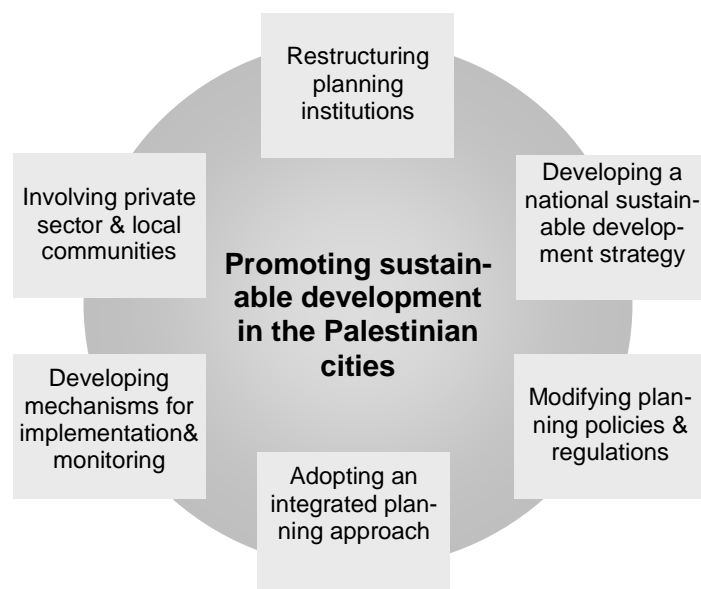 Restructuring
planning
institutions
Developing a
national sustain-
able develop-
ment strategy
Modifying plan-
ning policies &
regulations
Adopting an
integrated plan-
ning approach
Developing
mechanisms for
implementation&
monitoring
Involving private
sector & local
communities
Promoting sustain-
able development
in the Palestinian
cities